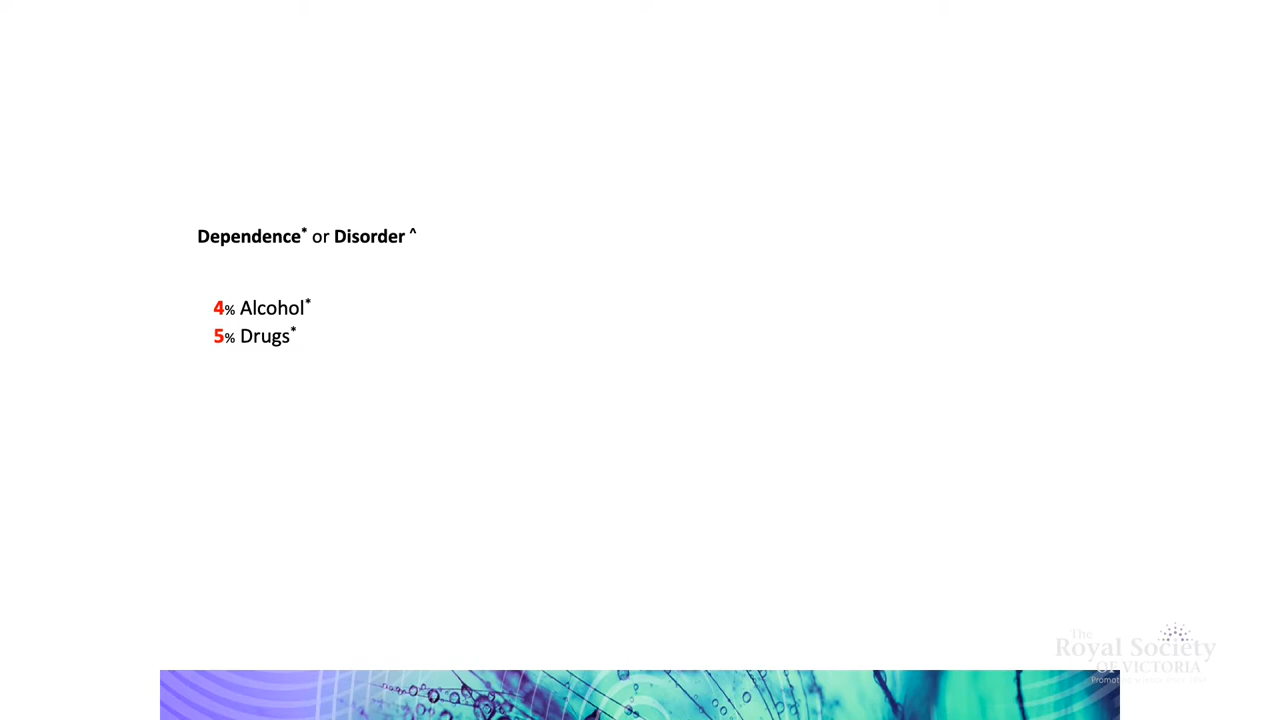 Dependence* or Disorder ^
4% Alcohol*
5% Drugs*
The
Royal Society
OF VICTORIA